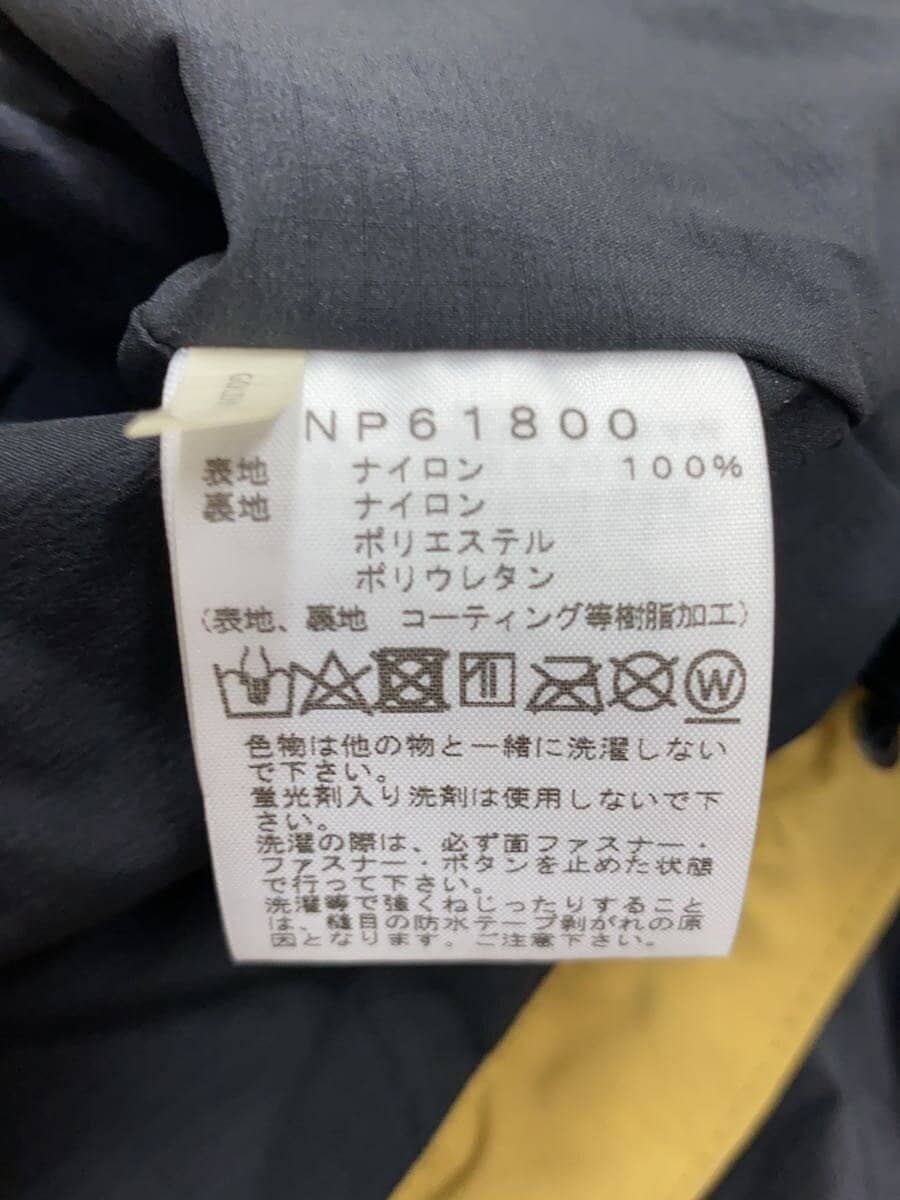 NP61800
表地 ナイロン 100%
裏地 ナイロン
ポリエステル
ポリウレタン
(表地、裏地 コーティング等樹脂加工)
W
色物は他の物と一緒に洗濯しない
で下さい。
蛍光剤入り洗剤は使用しないで下
さい。
洗濯の際は、必ず面ファスナー・
ファスナー・ボタンを止めた状態
で行って下さい。
洗濯等で強くねじったりすること
は、縫目の防水テープ剥がれの原
因となります。ご注意下さい。